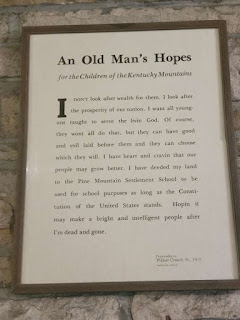 An Old Man's Hopes
for the Children of the Kentucky Mountains
I don't look after wealth for them. I look after
the prosperity of our nation. I want all young-
uns taught to serve the livin God. Of course,
they wont all do that, but they can have good
and evil laid before them and they can choose
which they will. I have heart and cravin that our
people may grow better. I have deeded my land
to the Pine Mountain Settlement School to be
used for school purposes as long as the Consti-
tution of the United States stands. Hopin it
may make a bright and intelligent people after
I'm dead and gone.
William Creech, Sr.,